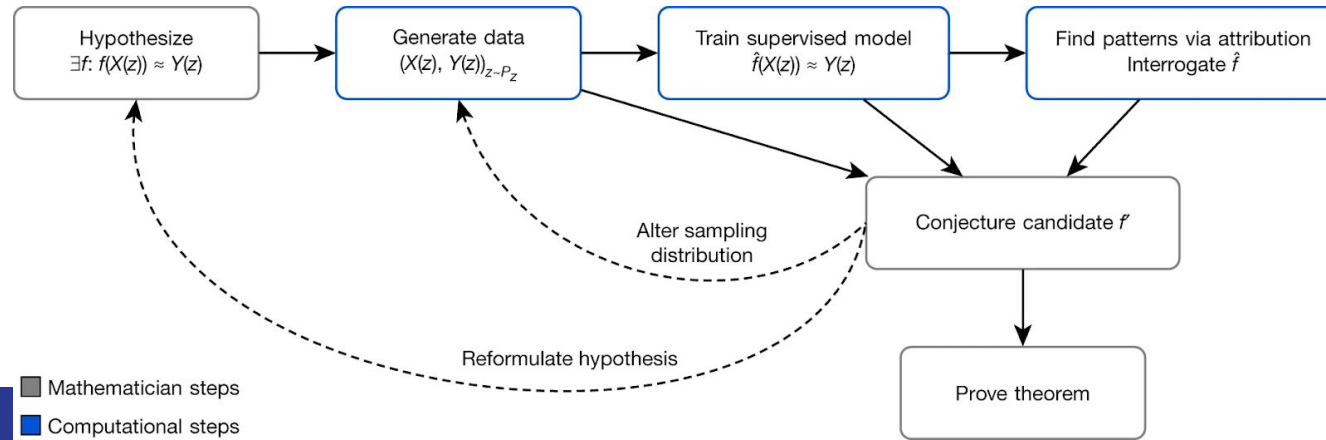 Hypothesize
∃f: f(X(z)) ≈ Y(z)
Generate data
(X(z), Y(z))z~Pz
Train supervised model
f̂(X(z)) ≈ Y(z)
Find patterns via attribution
Interrogate f̂
Conjecture candidate f′
Alter sampling
distribution
Reformulate hypothesis
Prove theorem
Mathematician steps
Computational steps